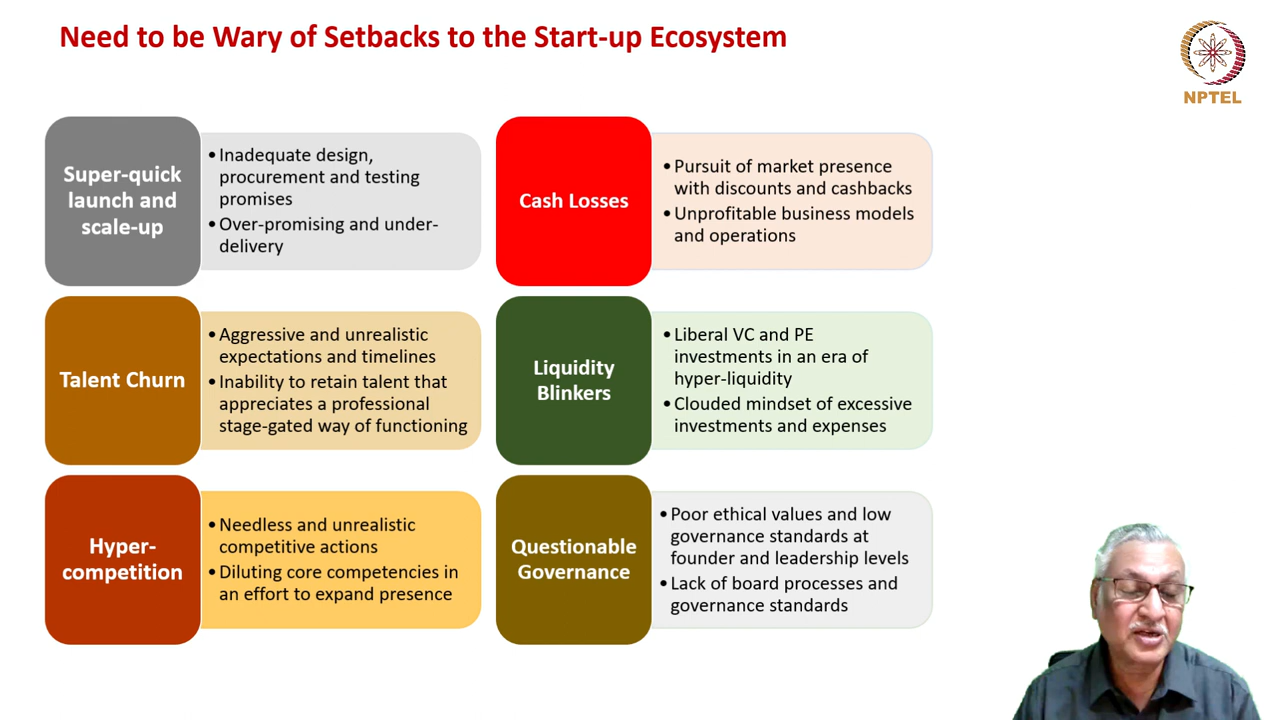 Need to be Wary of Setbacks to the Start-up Ecosystem
NPTEL
Super-quick
launch and
scale-up
• Inadequate design,
procurement and testing
promises
• Over-promising and under-
delivery
Cash Losses
• Pursuit of market presence
with discounts and cashbacks
• Unprofitable business models
and operations
Talent Churn
• Aggressive and unrealistic
expectations and timelines
• Inability to retain talent that
appreciates a professional
stage-gated way of functioning
Liquidity
Blinkers
• Liberal VC and PE
investments in an era of
hyper-liquidity
• Clouded mindset of excessive
investments and expenses
Hyper-
competition
• Needless and unrealistic
competitive actions
• Diluting core competencies in
an effort to expand presence
Questionable
Governance
• Poor ethical values and low
governance standards at
founder and leadership levels
• Lack of board processes and
governance standards